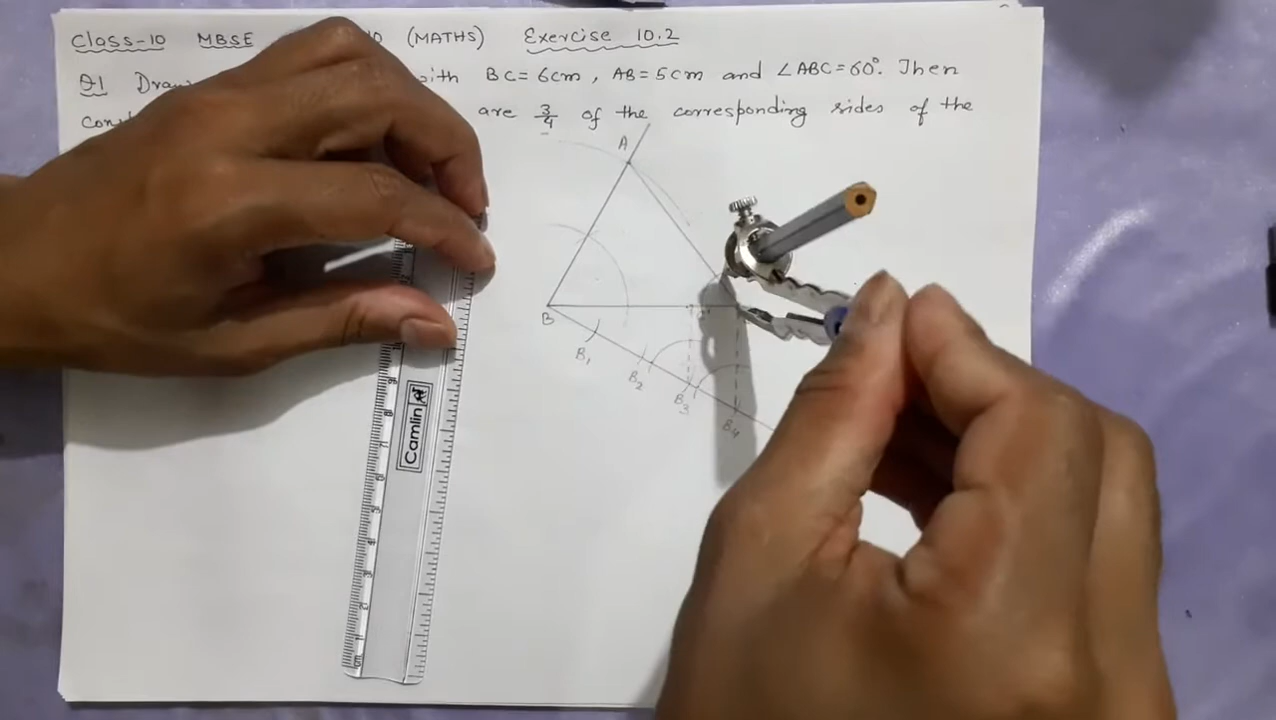 Class-10 MBSE 10 (MATHS) Exercise 10.2
Q1 with BC = 6cm, AB = 5cm and ∠ABC = 60°. Then
are 3/4 of the corresponding sides of the
A
B
B1
B2
B3
B4
Camlin